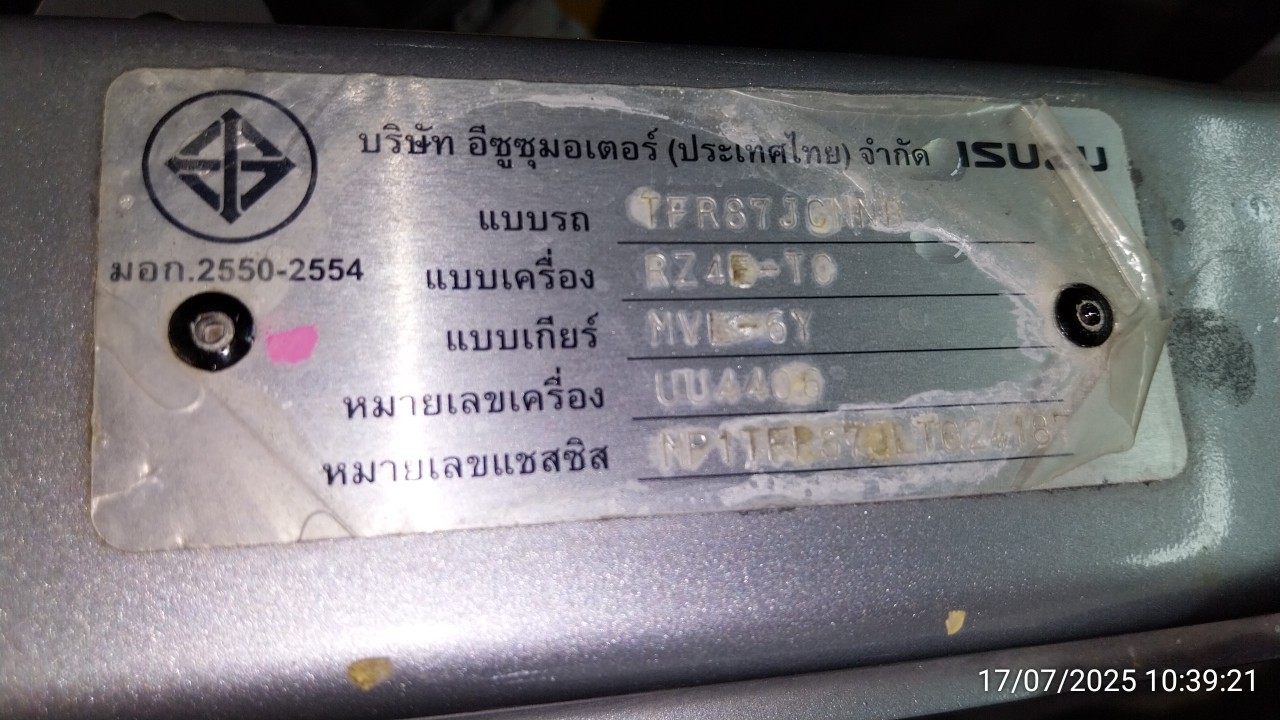 บริษัท อีซูซุมอเตอร์ (ประเทศไทย) จำกัด ISUZU
แบบรถ
มอก.2550-2554
แบบเครื่อง RZ4E-TC
แบบเกียร์
หมายเลขเครื่อง UU4406
หมายเลขแชสซิส
17/07/2025 10:39:21